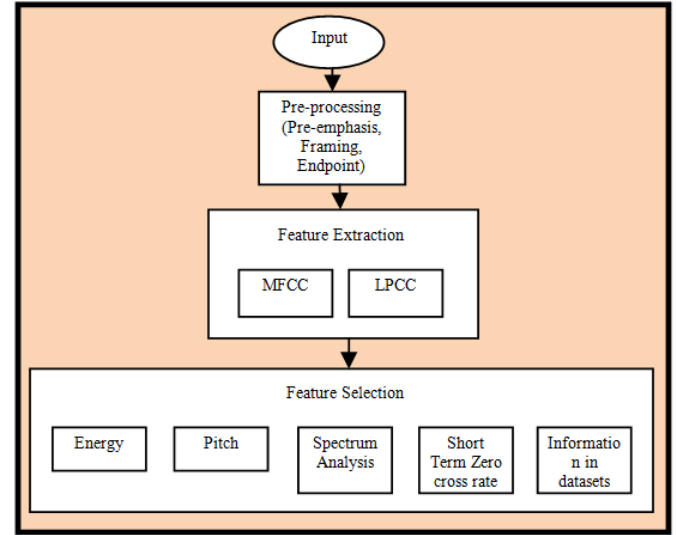 Input
Pre-processing
(Pre-emphasis,
Framing,
Endpoint)
Feature Extraction
MFCC
LPCC
Feature Selection
Energy
Pitch
Spectrum
Analysis
Short
Term Zero
cross rate
Informatio
n in
datasets